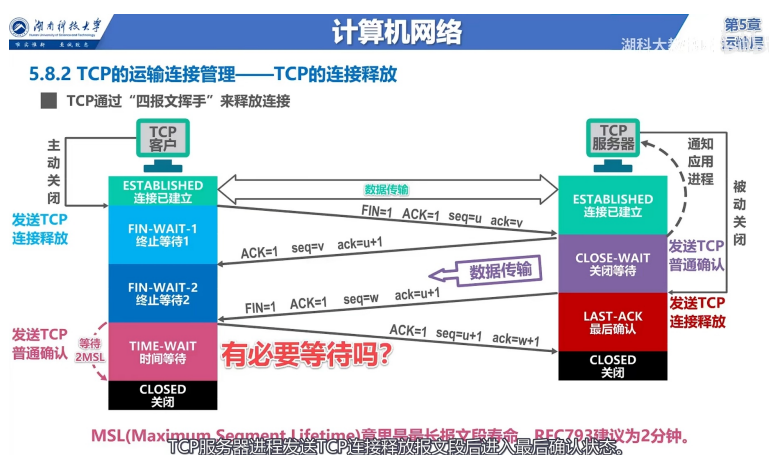 湖南科技大学
计算机网络
第5章
运输层
湖科大教
5.8.2 TCP的运输连接管理——TCP的连接释放
TCP通过“四报文挥手”来释放连接
TCP
客户
TCP
服务器
主动关闭
通知
应用
进程
被动关闭
ESTABLISHED
连接已建立
数据传输
ESTABLISHED
连接已建立
发送TCP
连接释放
FIN=1 ACK=1 seq=u ack=v
FIN-WAIT-1
终止等待1
ACK=1 seq=v ack=u+1
CLOSE-WAIT
关闭等待
发送TCP
普通确认
数据传输
FIN-WAIT-2
终止等待2
FIN=1 ACK=1 seq=w ack=u+1
LAST-ACK
最后确认
发送TCP
连接释放
发送TCP
普通确认
等待
2MSL
TIME-WAIT
时间等待
ACK=1 seq=u+1 ack=w+1
有必要等待吗?
CLOSED
关闭
CLOSED
关闭
MSL(Maximum Segment Lifetime)意思是最长报文段寿命，RFC793建议为2分钟。
TCP服务器进程发送TCP连接释放报文段后进入最后确认状态。